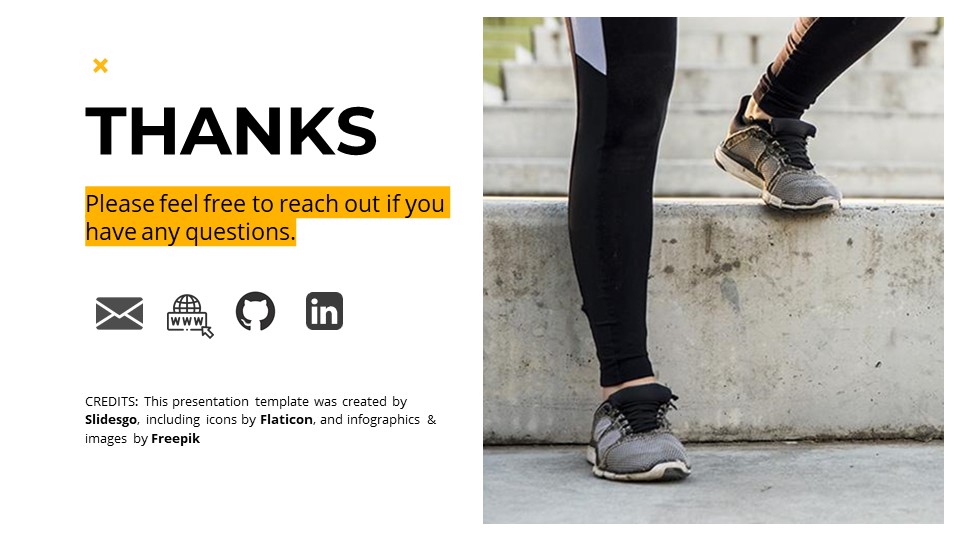 THANKS
Please feel free to reach out if you
have any questions.
www
in
CREDITS: This presentation template was created by
Slidesgo, including icons by Flaticon, and infographics &
images by Freepik